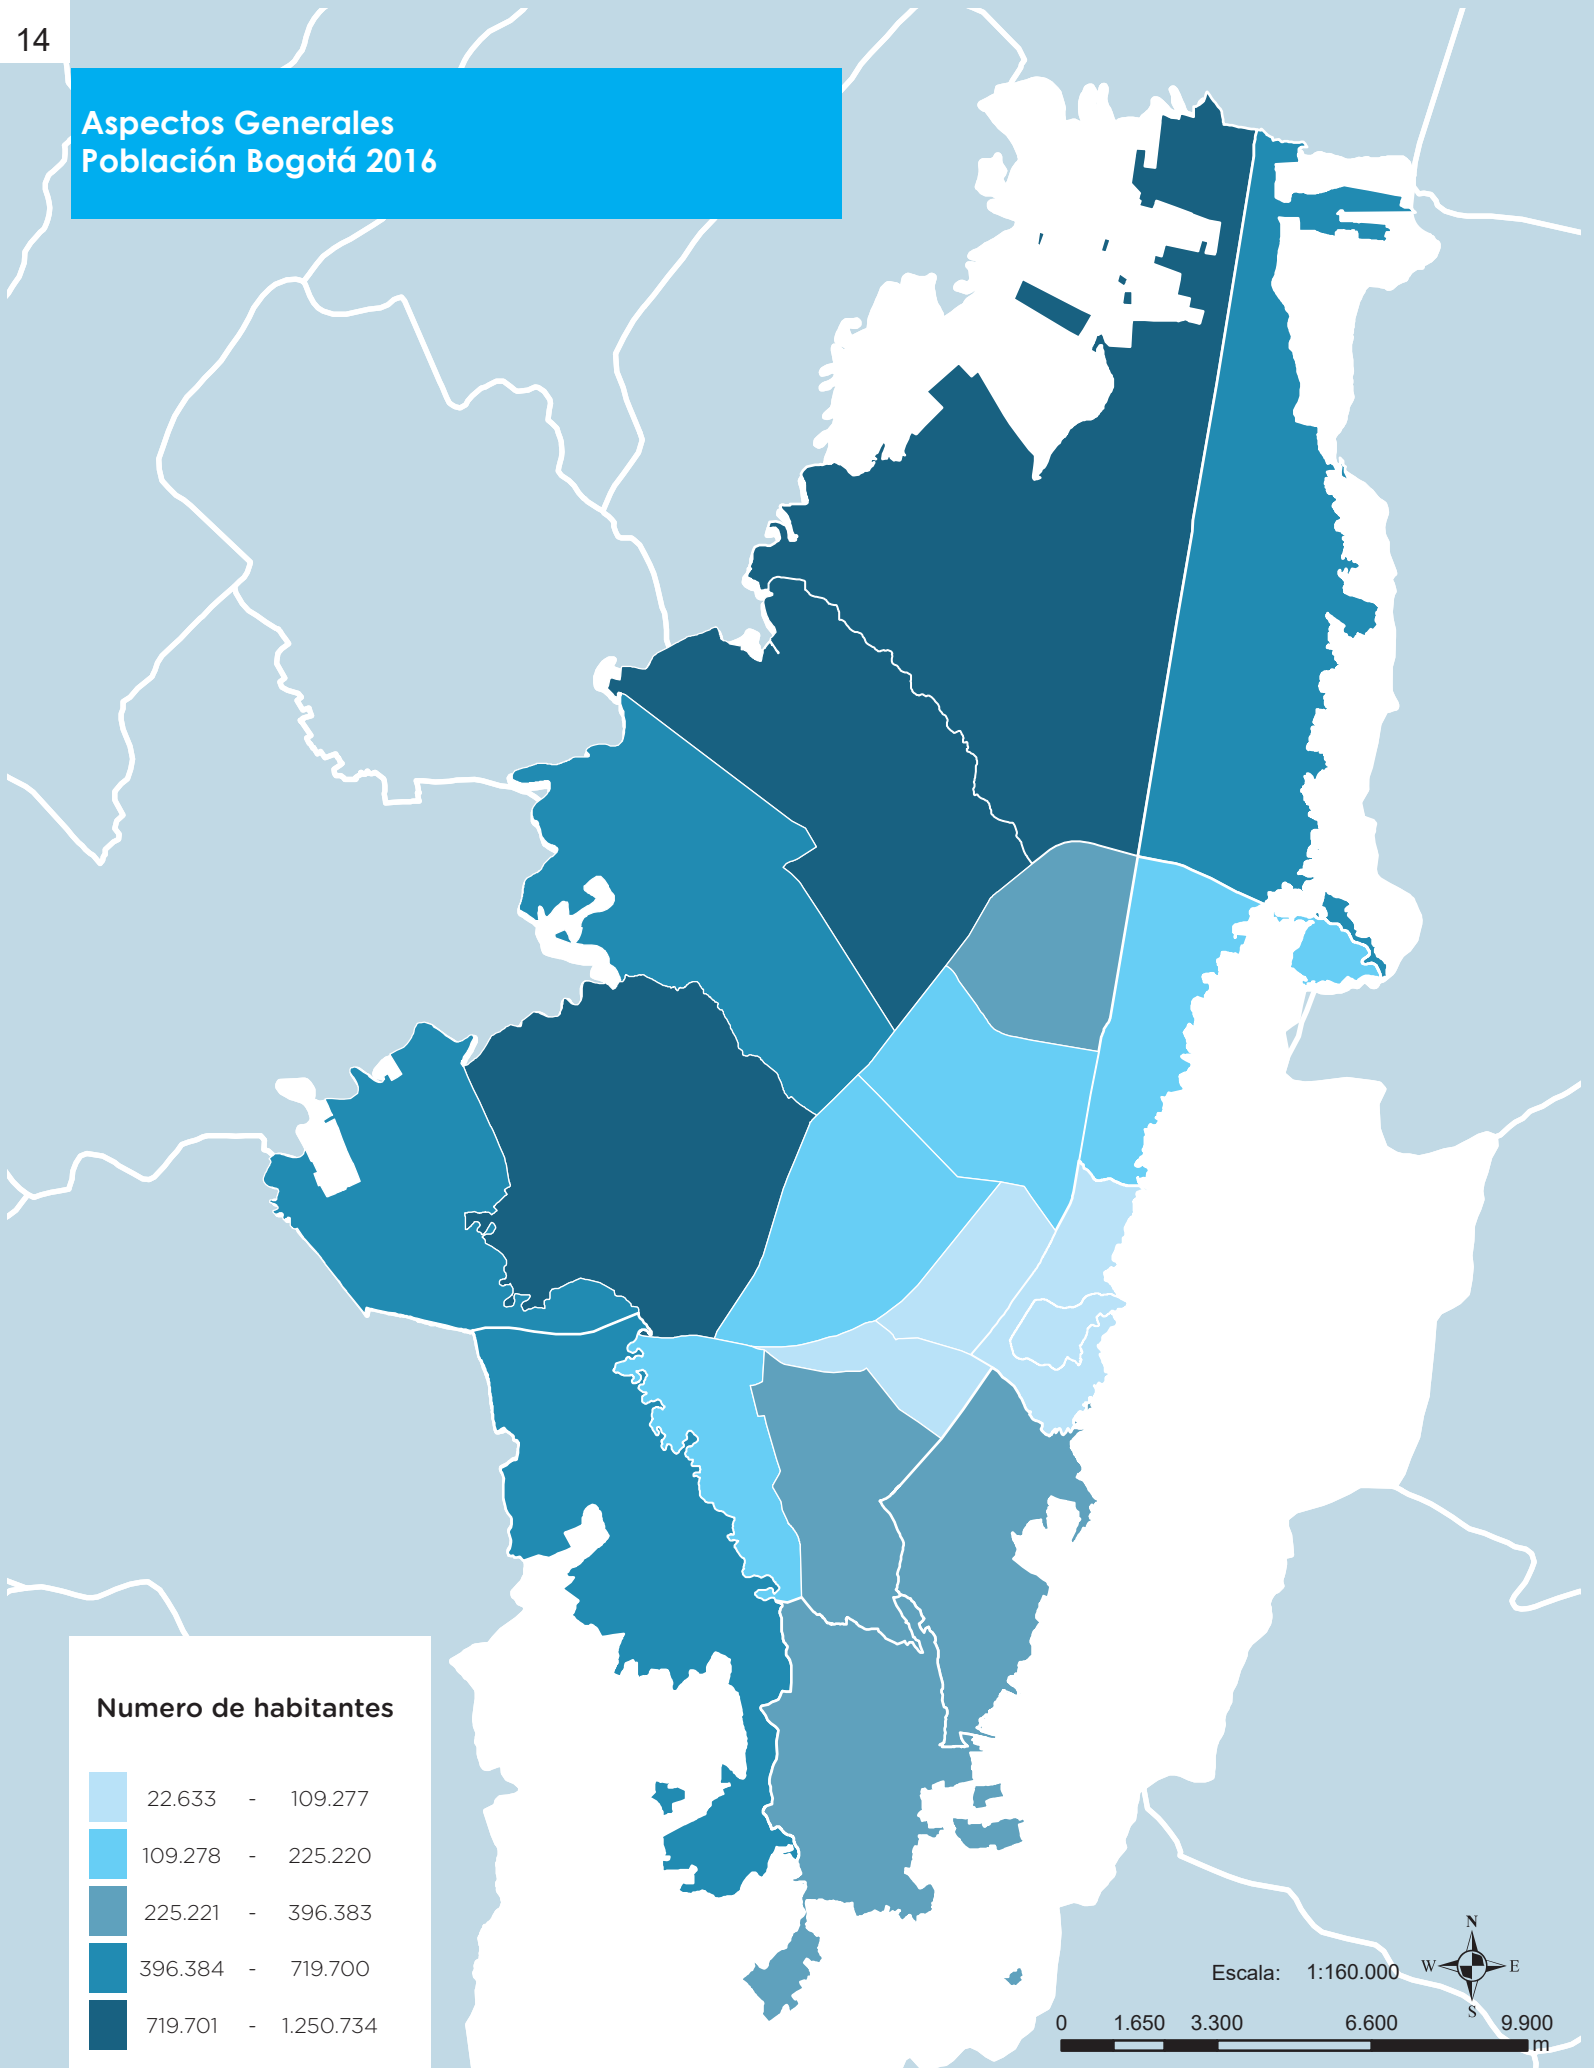 14
Aspectos Generales
Población Bogotá 2016
Numero de habitantes
22.633 - 109.277
109.278 - 225.220
225.221 - 396.383
396.384 - 719.700
719.701 - 1.250.734
N
W E
S
Escala: 1:160.000
0 1.650 3.300 6.600 9.900
m